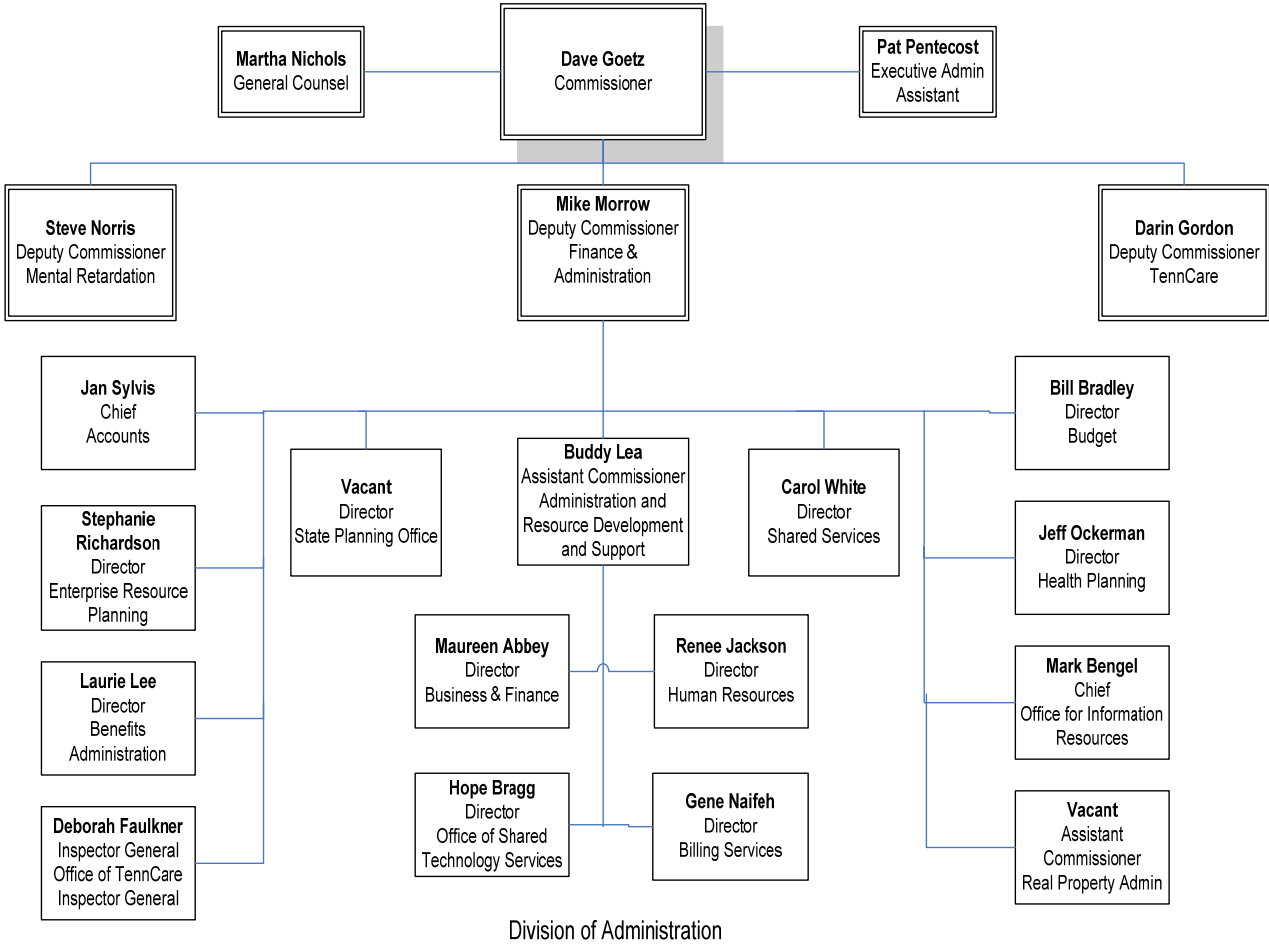 Martha Nichols
General Counsel
Dave Goetz
Commissioner
Pat Pentecost
Executive Admin
Assistant
Steve Norris
Deputy Commissioner
Mental Retardation
Mike Morrow
Deputy Commissioner
Finance &
Administration
Darin Gordon
Deputy Commissioner
TennCare
Jan Sylvis
Chief
Accounts
Bill Bradley
Director
Budget
Vacant
Director
State Planning Office
Buddy Lea
Assistant Commissioner
Administration and
Resource Development
and Support
Carol White
Director
Shared Services
Stephanie
Richardson
Director
Enterprise Resource
Planning
Jeff Ockerman
Director
Health Planning
Maureen Abbey
Director
Business & Finance
Renee Jackson
Director
Human Resources
Laurie Lee
Director
Benefits
Administration
Mark Bengel
Chief
Office for Information
Resources
Hope Bragg
Director
Office of Shared
Technology Services
Gene Naifeh
Director
Billing Services
Deborah Faulkner
Inspector General
Office of TennCare
Inspector General
Vacant
Assistant
Commissioner
Real Property Admin
Division of Administration